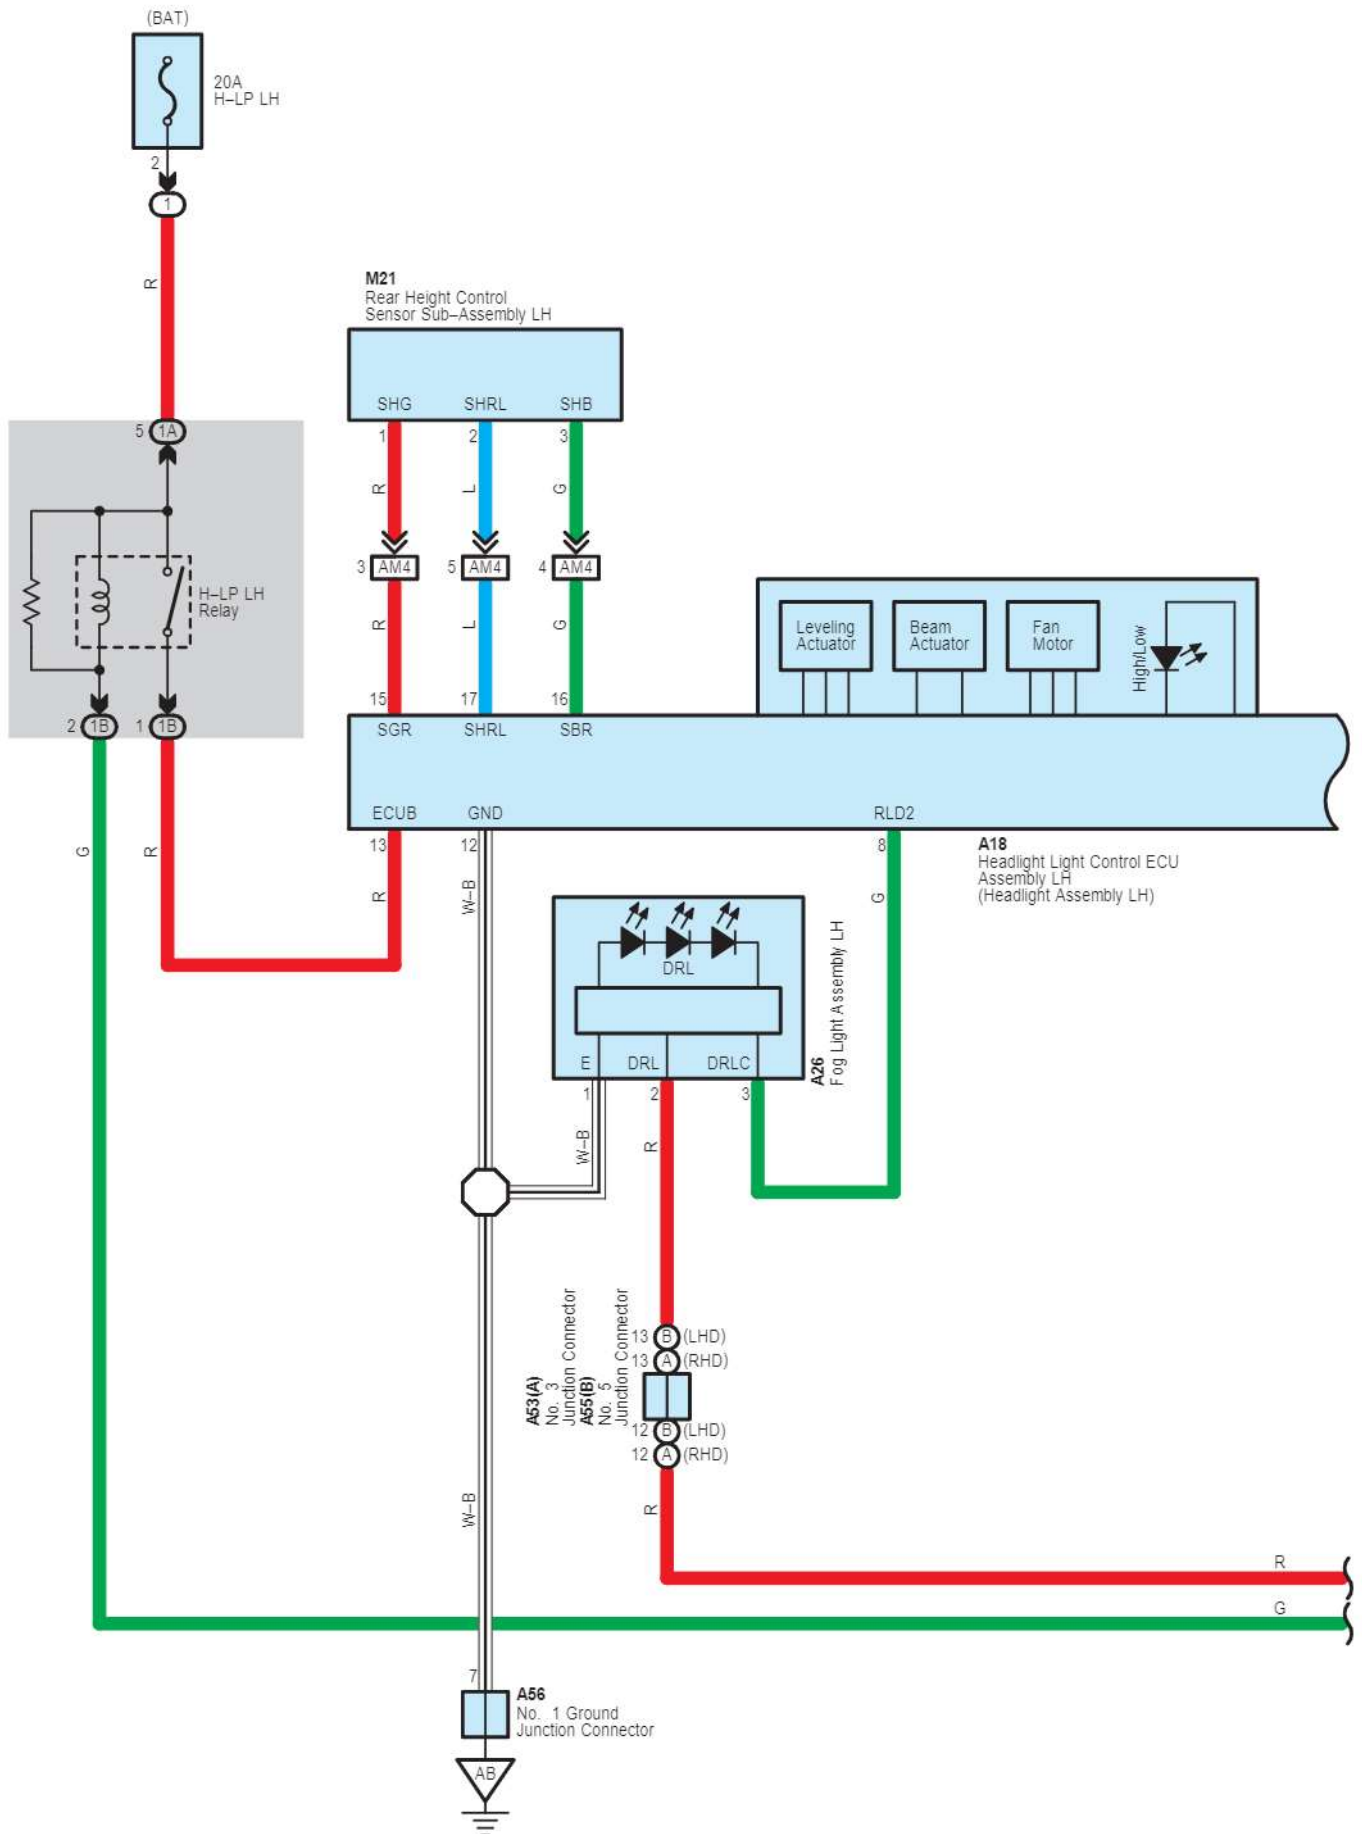 (BAT)
20A
H–LP LH
2
1
R
M21
Rear Height Control
Sensor Sub–Assembly LH
SHG SHRL SHB
1 2 3
5 1A
R L G
3 AM4 5 AM4 4 AM4
H–LP LH
Relay
R L G
Leveling
Actuator
Beam
Actuator
Fan
Motor
High/Low
15 17 16
2 1B 1 1B
SGR SHRL SBR
ECUB GND RLD2
13 12 8
G R R W–B G
A18
Headlight Light Control ECU
Assembly LH
(Headlight Assembly LH)
DRL
E DRL DRLC
A26
Fog Light Assembly LH
1 2 3
W–B R
13 B (LHD)
13 A (RHD)
A53(A)
No. 3
Junction Connector
A55(B)
No. 5
Junction Connector
12 B (LHD)
12 A (RHD)
W–B R
R
G
7
A56
No. 1 Ground
Junction Connector
AB